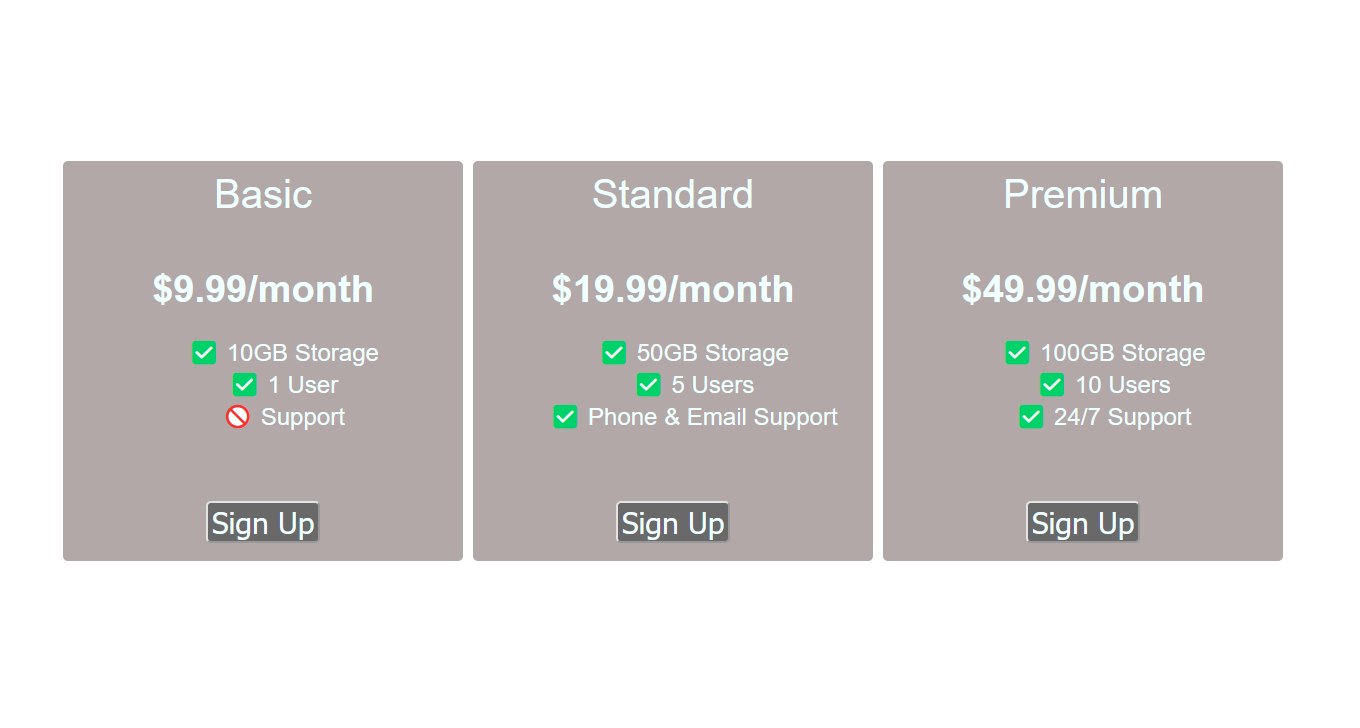 Basic
$9.99/month
✅ 10GB Storage
✅ 1 User
🚫 Support
Sign Up
Standard
$19.99/month
✅ 50GB Storage
✅ 5 Users
✅ Phone & Email Support
Sign Up
Premium
$49.99/month
✅ 100GB Storage
✅ 10 Users
✅ 24/7 Support
Sign Up